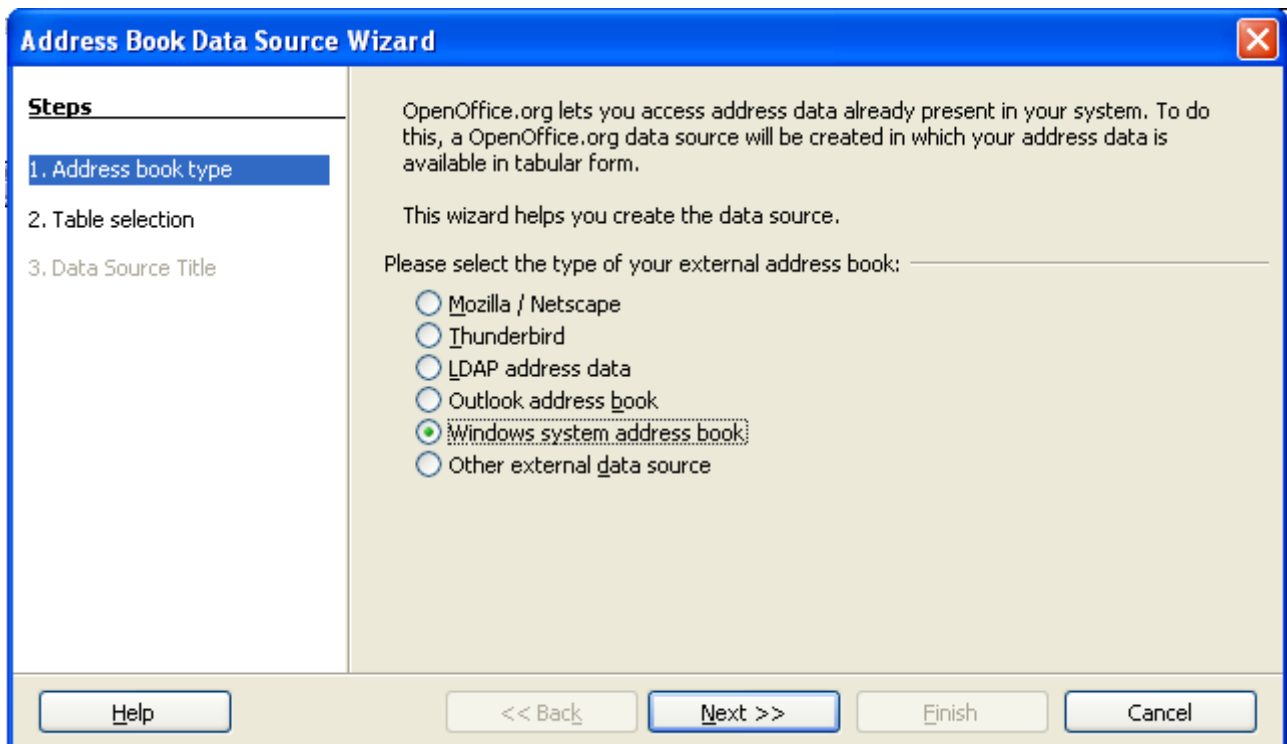 Address Book Data Source Wizard
Steps
1. Address book type
2. Table selection
3. Data Source Title
OpenOffice.org lets you access address data already present in your system. To do
this, a OpenOffice.org data source will be created in which your address data is
available in tabular form.
This wizard helps you create the data source.
Please select the type of your external address book:
Mozilla / Netscape
Thunderbird
LDAP address data
Outlook address book
Windows system address book
Other external data source
Help
<< Back
Next >>
Finish
Cancel